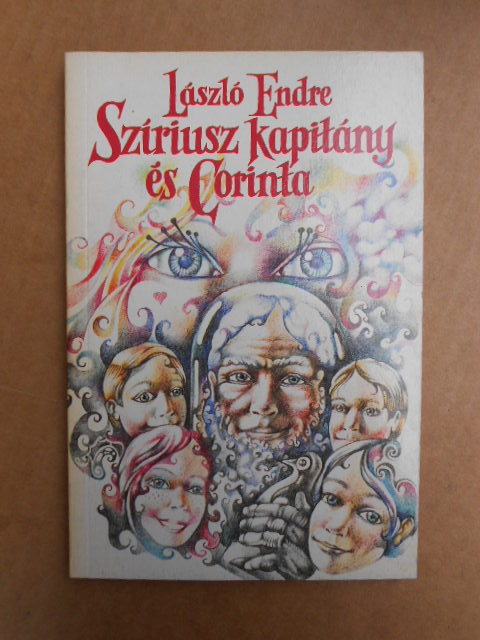 László Endre
Szíriusz kapitány
és Corinta